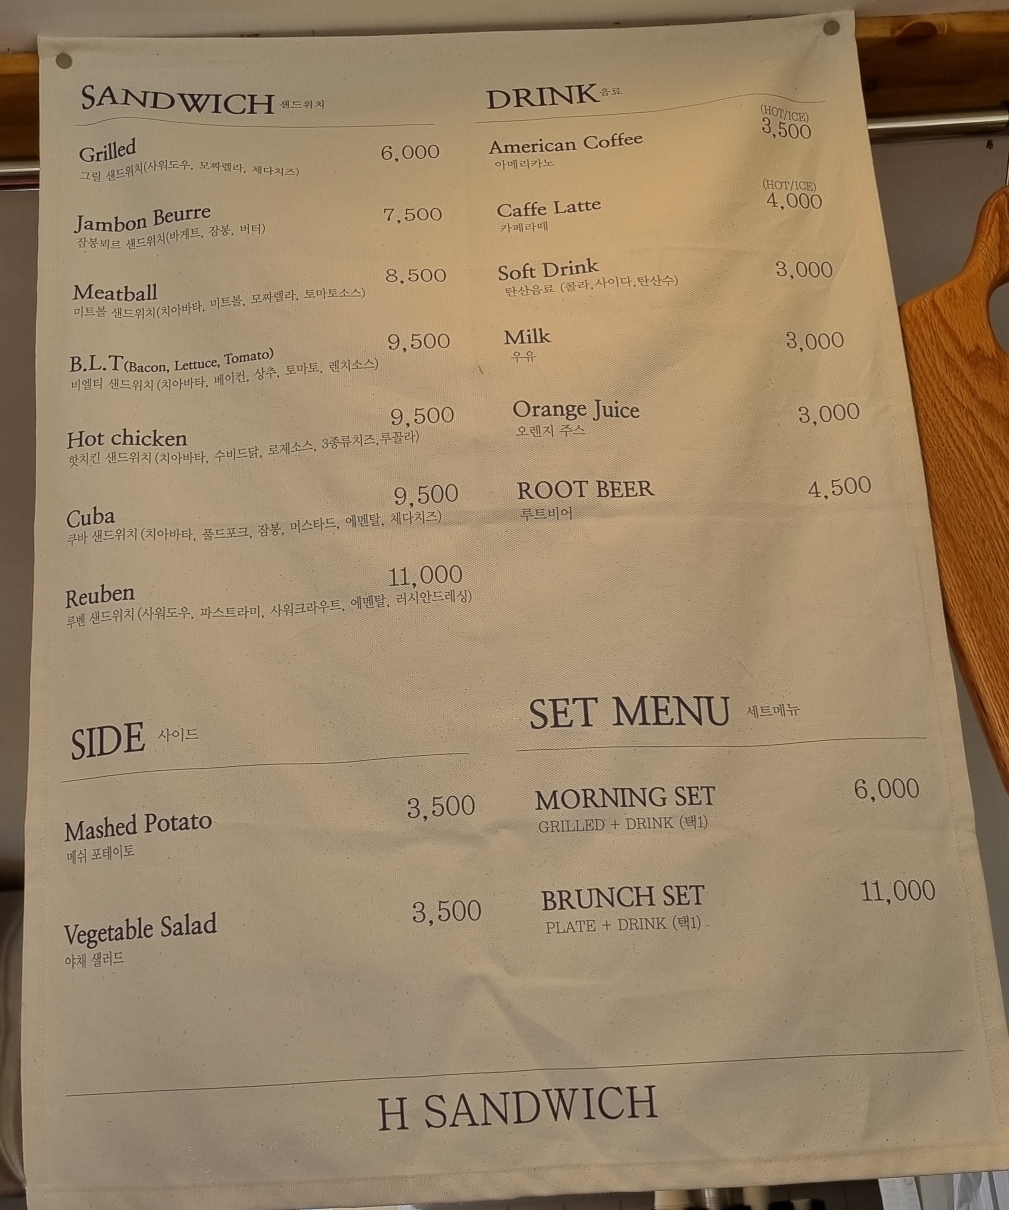 SANDWICH 샌드위치
Grilled 6,000
그릴 샌드위치(사워도우, 모짜렐라, 체다치즈)
Jambon Beurre 7,500
잠봉뵈르 샌드위치(바게트, 잠봉, 버터)
Meatball 8,500
미트볼 샌드위치(치아바타, 미트볼, 모짜렐라, 토마토소스)
B.L.T(Bacon, Lettuce, Tomato) 9,500
비엘티 샌드위치(치아바타, 베이컨, 상추, 토마토, 렌치소스)
Hot chicken 9,500
핫치킨 샌드위치(치아바타, 수비드닭, 로제소스, 3종류치즈,루꼴라)
Cuba 9,500
쿠바 샌드위치(치아바타, 풀드포크, 잠봉, 머스타드, 에멘탈, 체다치즈)
Reuben 11,000
루벤 샌드위치(사워도우, 파스트라미, 사워크라우트, 에멘탈, 러시안드레싱)
DRINK 음료
(HOT/ICE)
American Coffee 3,500
아메리카노
(HOT/ICE)
Caffe Latte 4,000
카페라떼
Soft Drink 3,000
탄산음료 (콜라,사이다,탄산수)
Milk 3,000
우유
Orange Juice 3,000
오렌지 주스
ROOT BEER 4,500
루트비어
SIDE 사이드
Mashed Potato 3,500
메쉬 포테이토
Vegetable Salad 3,500
야채 샐러드
SET MENU 세트메뉴
MORNING SET 6,000
GRILLED + DRINK (택1)
BRUNCH SET 11,000
PLATE + DRINK (택1)
H SANDWICH